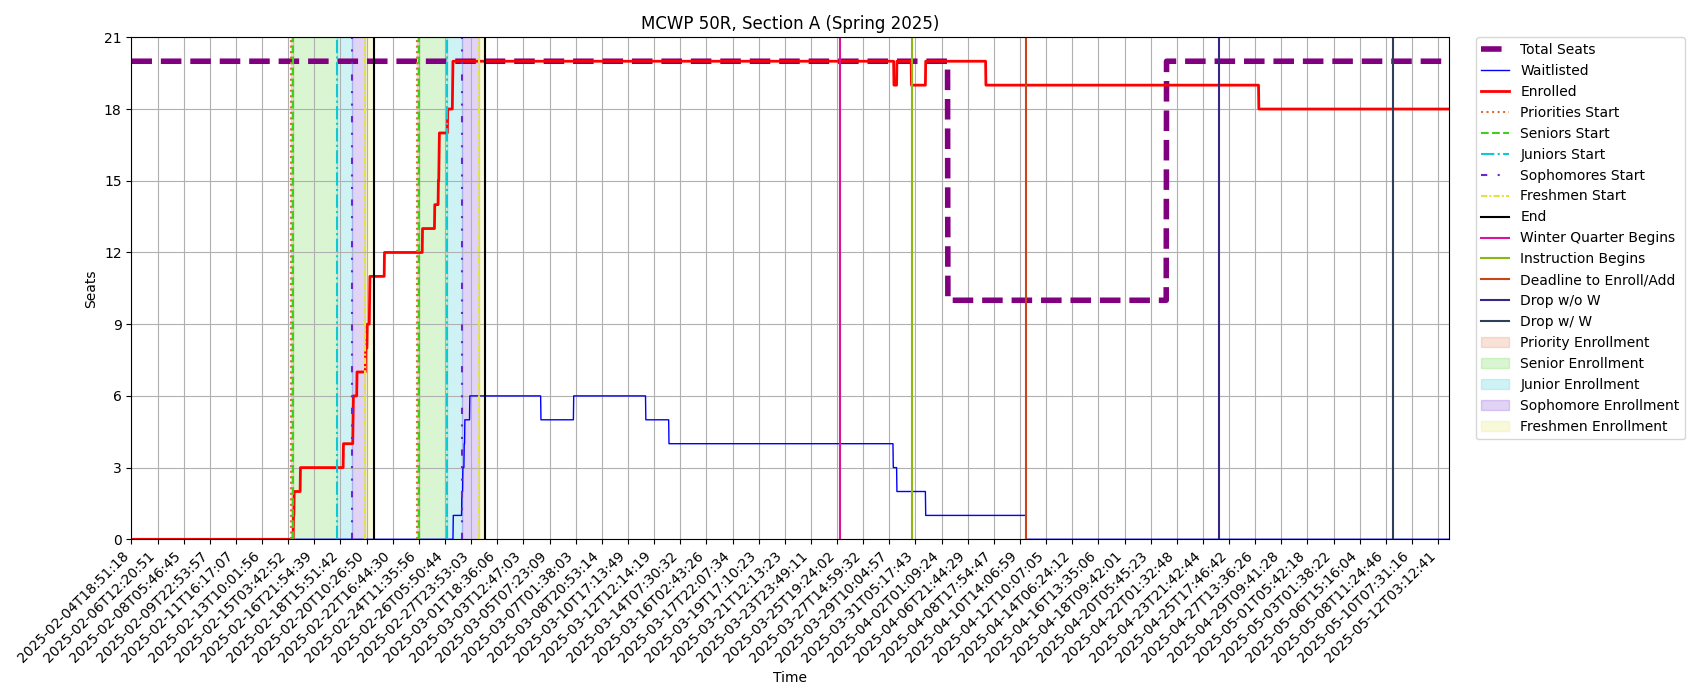 MCWP 50R, Section A (Spring 2025)
21
18
15
12
9
6
3
0
Seats
2025-02-04T18:51:18
2025-02-06T12:20:51
2025-02-08T05:46:45
2025-02-09T22:53:57
2025-02-11T16:17:07
2025-02-13T10:01:56
2025-02-15T03:42:52
2025-02-16T21:54:39
2025-02-18T15:51:42
2025-02-20T10:26:50
2025-02-22T16:44:30
2025-02-24T11:35:56
2025-02-26T05:50:44
2025-02-27T23:53:03
2025-03-01T18:36:06
2025-03-03T12:47:03
2025-03-05T07:23:09
2025-03-07T01:38:03
2025-03-08T20:53:14
2025-03-10T17:13:49
2025-03-12T12:14:19
2025-03-14T07:30:32
2025-03-16T02:43:26
2025-03-17T22:07:34
2025-03-19T17:10:23
2025-03-21T12:13:23
2025-03-23T23:49:11
2025-03-25T19:24:02
2025-03-27T14:59:32
2025-03-29T10:04:57
2025-03-31T05:17:43
2025-04-02T01:09:24
2025-04-06T21:44:29
2025-04-08T17:54:47
2025-04-10T14:06:59
2025-04-12T10:07:05
2025-04-14T06:24:12
2025-04-16T13:35:06
2025-04-18T09:42:01
2025-04-20T05:45:23
2025-04-22T01:32:48
2025-04-23T21:42:44
2025-04-25T17:46:42
2025-04-27T13:36:26
2025-04-29T09:41:28
2025-05-01T05:42:18
2025-05-03T01:38:22
2025-05-06T15:16:04
2025-05-08T11:24:46
2025-05-10T07:31:16
2025-05-12T03:12:41
Time
Total Seats
Waitlisted
Enrolled
Priorities Start
Seniors Start
Juniors Start
Sophomores Start
Freshmen Start
End
Winter Quarter Begins
Instruction Begins
Deadline to Enroll/Add
Drop w/o W
Drop w/ W
Priority Enrollment
Senior Enrollment
Junior Enrollment
Sophomore Enrollment
Freshmen Enrollment